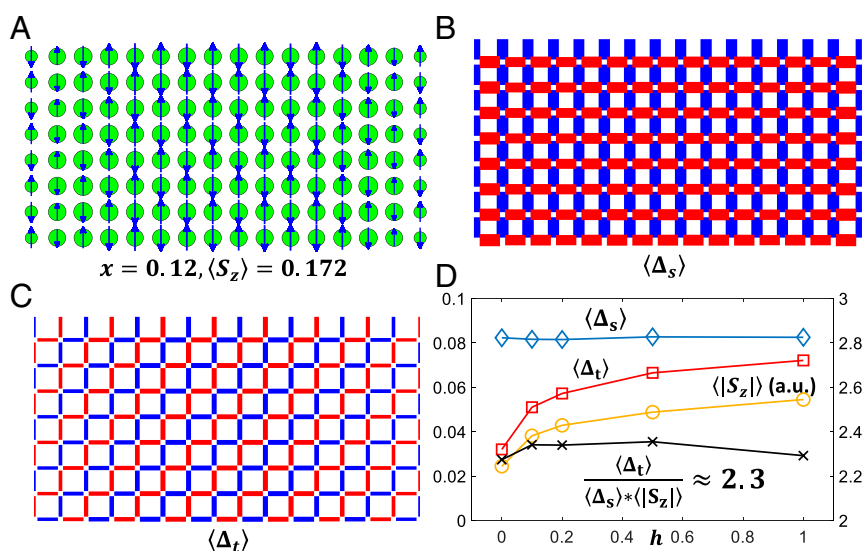 A
x = 0.12, ⟨S_z⟩ = 0.172
B
⟨Δ_s⟩
C
⟨Δ_t⟩
D
0.1
0.08
0.06
0.04
0.02
0
3
2.8
2.6
2.4
2.2
2
⟨Δ_s⟩
⟨Δ_t⟩
⟨|S_z|⟩ (a.u.)
⟨Δ_t⟩
⟨Δ_s⟩*⟨|S_z|⟩ ≈ 2.3
0 0.2 0.4 h 0.8 1